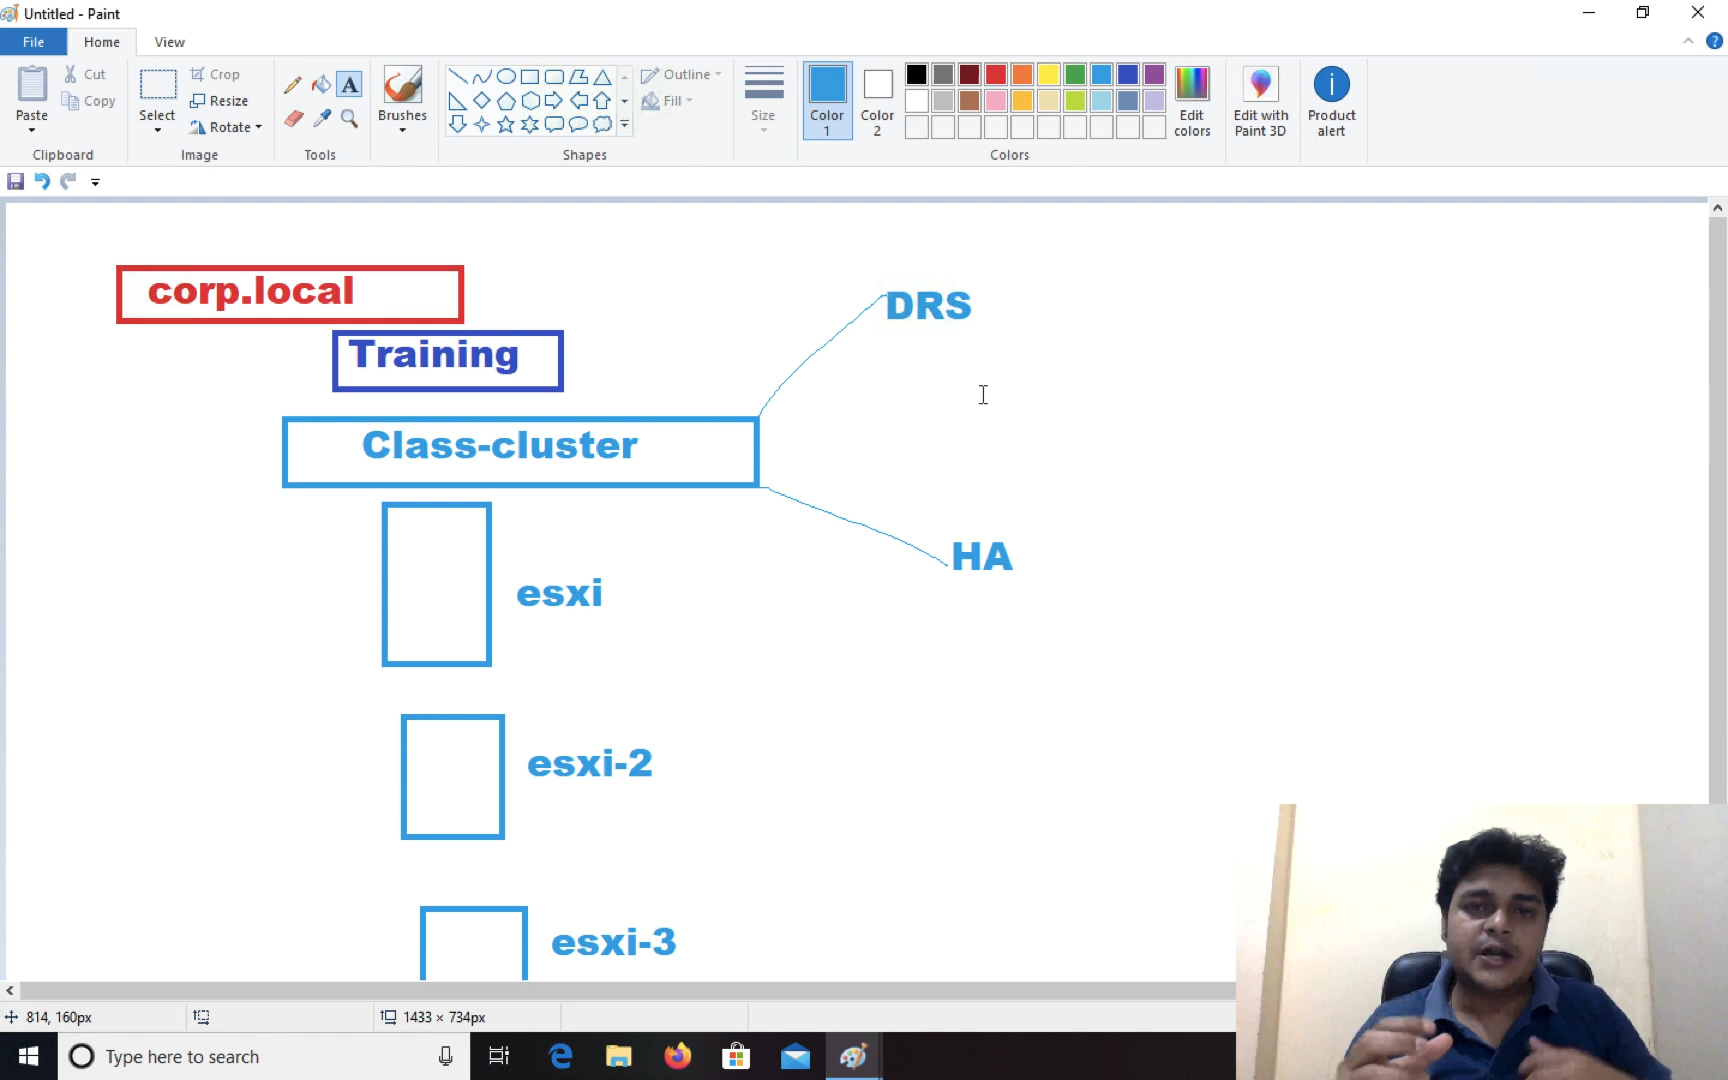 Untitled - Paint
File Home View
Paste
Cut
Copy
Clipboard
Select
Crop
Resize
Rotate
Image
Tools
Brushes
Shapes
Outline
Fill
Size
Color 1
Color 2
Edit colors
Colors
Edit with Paint 3D
Product alert
corp.local
Training
Class-cluster
DRS
HA
esxi
esxi-2
esxi-3
814, 160px
1433 × 734px
Type here to search